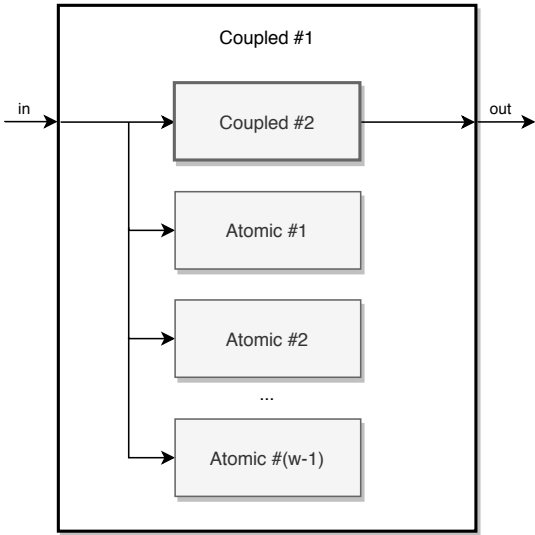 Coupled #1
in
Coupled #2
out
Atomic #1
Atomic #2
...
Atomic #(w-1)